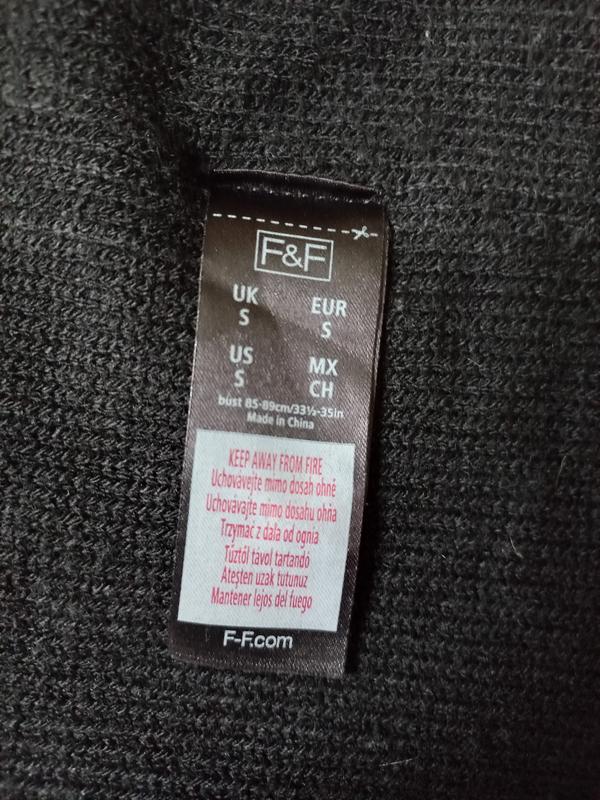 F&F
UK EUR
S S
US MX
S CH
bust 85-89cm/33½-35in
Made in China
KEEP AWAY FROM FIRE
Uchovávejte mimo dosah ohně
Uchovávajte mimo dosahu ohňa
Trzymać z dala od ognia
Tűztől távol tartandó
Ateşten uzak tutunuz
Mantener lejos del fuego
F-F.com